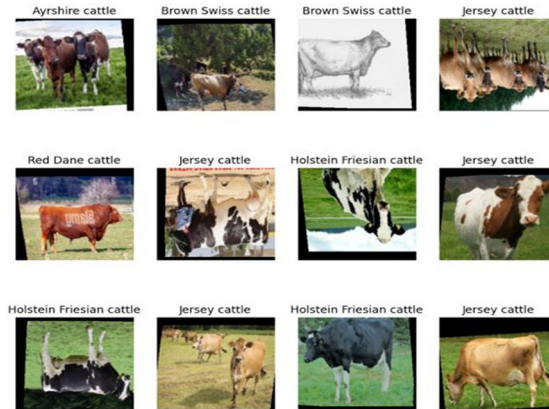 Ayrshire cattle
Brown Swiss cattle
Brown Swiss cattle
Jersey cattle
Red Dane cattle
Jersey cattle
Holstein Friesian cattle
Jersey cattle
Holstein Friesian cattle
Jersey cattle
Holstein Friesian cattle
Jersey cattle